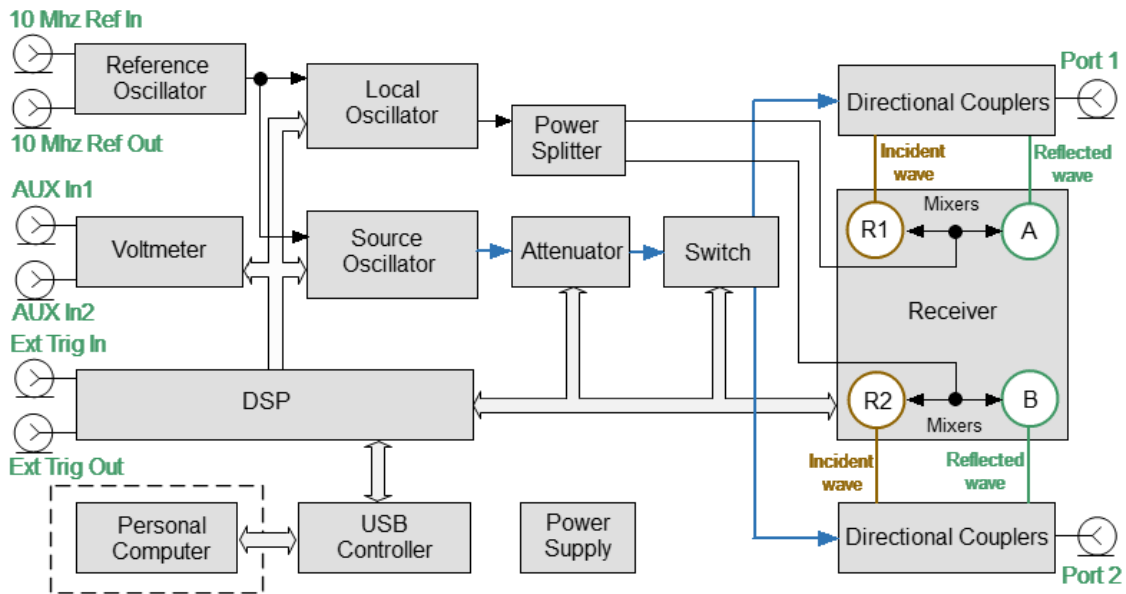 10 Mhz Ref In
Reference
Oscillator
10 Mhz Ref Out
Local
Oscillator
Power
Splitter
Directional Couplers
Port 1
Incident
wave
Reflected
wave
AUX In1
Voltmeter
AUX In2
Source
Oscillator
Attenuator
Switch
R1
Mixers
A
Receiver
Ext Trig In
DSP
Ext Trig Out
R2
Mixers
B
Incident
wave
Reflected
wave
Personal
Computer
USB
Controller
Power
Supply
Directional Couplers
Port 2